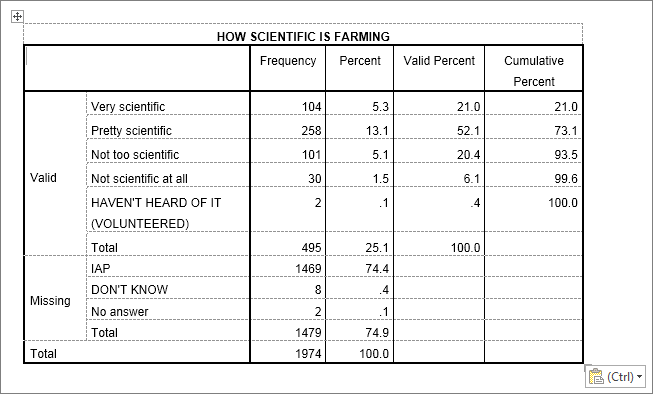 HOW SCIENTIFIC IS FARMING
Frequency Percent Valid Percent Cumulative
Percent
Very scientific 104 5.3 21.0 21.0
Pretty scientific 258 13.1 52.1 73.1
Not too scientific 101 5.1 20.4 93.5
Valid Not scientific at all 30 1.5 6.1 99.6
HAVEN'T HEARD OF IT 2 .1 .4 100.0
(VOLUNTEERED)
Total 495 25.1 100.0
IAP 1469 74.4
DON'T KNOW 8 .4
Missing
No answer 2 .1
Total 1479 74.9
Total 1974 100.0
(Ctrl)